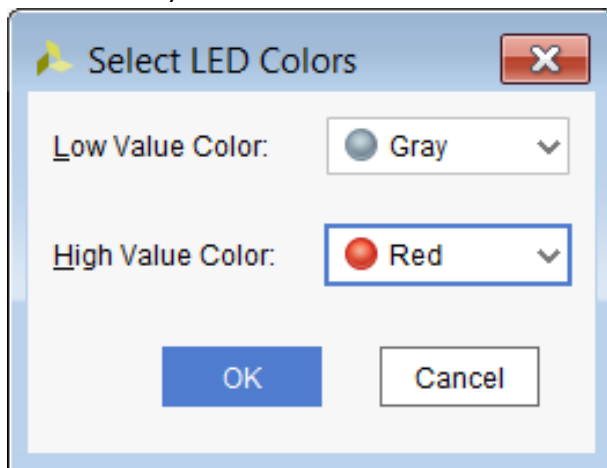 Select LED Colors
Low Value Color: Gray
High Value Color: Red
OK Cancel